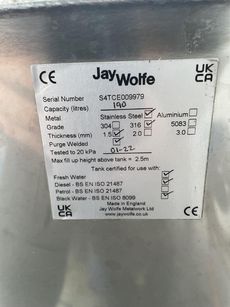 CE Jay Wolfe UK CA
Serial Number S4TCE009979
Capacity (litres) 190
Metal Stainless Steel Aluminium
Grade 304 316 5083
Thickness (mm) 1.5 2.0 3.0
Purge Welded
Tested to 20 kPa 01-22
Max fill up height above tank = 2.5m
Tank certified for use with:
Fresh Water
Diesel - BS EN ISO 21487
Petrol - BS EN ISO 21487
Black Water - BS EN ISO 8099
Made in England
UK CA Jay Wolfe Metalwork Ltd CE
www.jaywolfe.co.uk